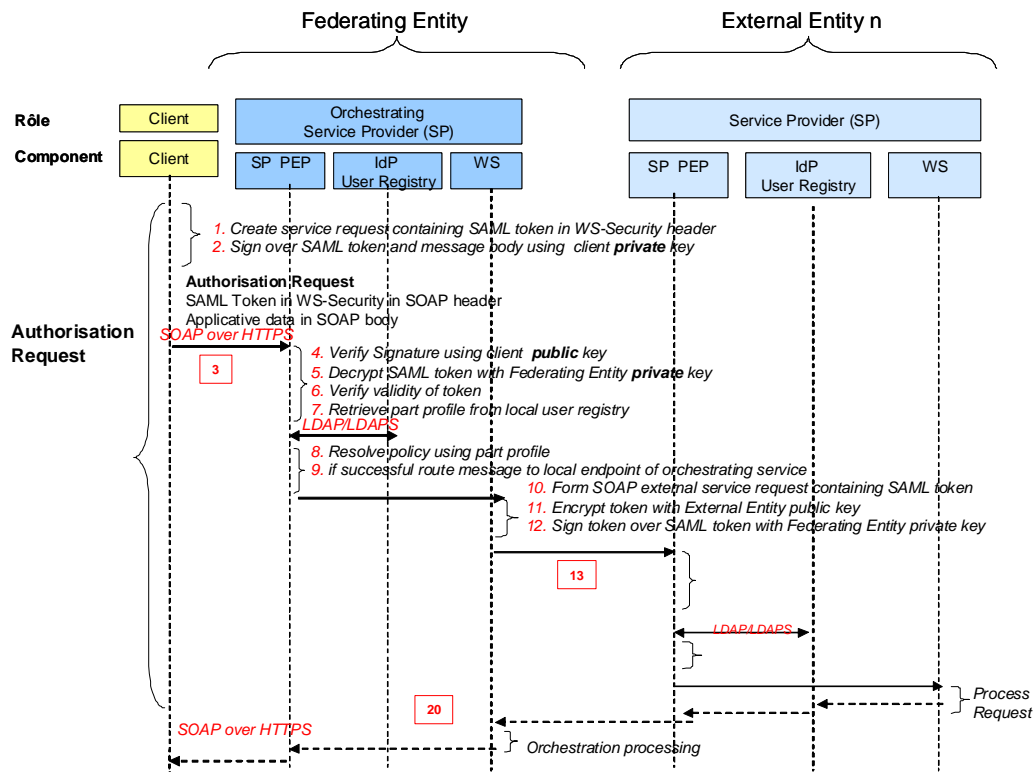 Federating Entity
External Entity n
Rôle
Client
Orchestrating
Service Provider (SP)
Service Provider (SP)
Component
Client
SP PEP
IdP
User Registry
WS
SP PEP
IdP
User Registry
WS
1. Create service request containing SAML token in WS-Security header
2. Sign over SAML token and message body using client private key
Authorisation Request
SAML Token in WS-Security in SOAP header
Applicative data in SOAP body
Authorisation
Request
SOAP over HTTPS
3
4. Verify Signature using client public key
5. Decrypt SAML token with Federating Entity private key
6. Verify validity of token
7. Retrieve part profile from local user registry
LDAP/LDAPS
8. Resolve policy using part profile
9. if successful route message to local endpoint of orchestrating service
10. Form SOAP external service request containing SAML token
11. Encrypt token with External Entity public key
12. Sign token over SAML token with Federating Entity private key
13
LDAP/LDAPS
Process
Request
20
SOAP over HTTPS
Orchestration processing